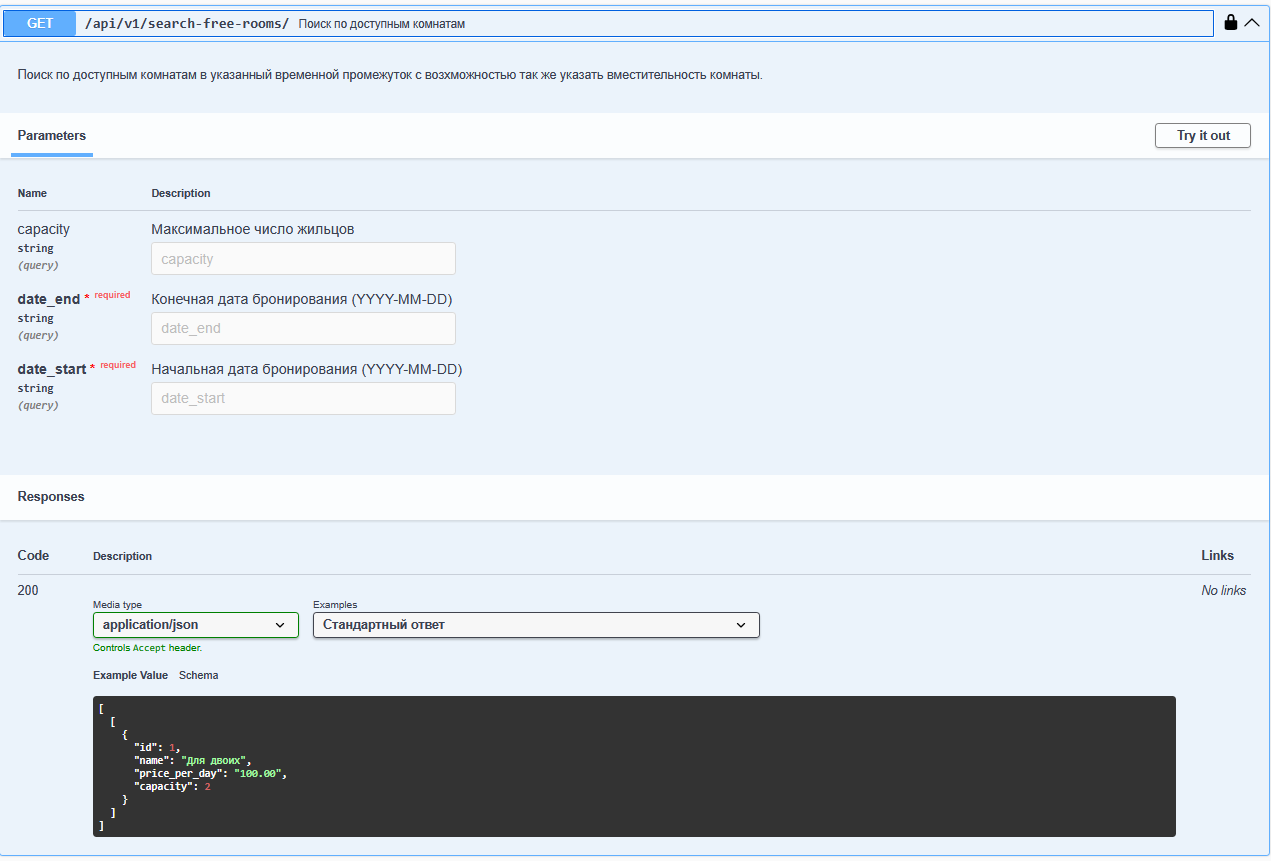 GET /api/v1/search-free-rooms/ Поиск по доступным комнатам
Поиск по доступным комнатам в указанный временной промежуток с возхможностью так же указать вместительность комнаты.
Parameters
Try it out
Name Description
capacity Максимальное число жильцов
string
(query)
capacity
date_end * required Конечная дата бронирования (YYYY-MM-DD)
string
(query)
date_end
date_start * required Начальная дата бронирования (YYYY-MM-DD)
string
(query)
date_start
Responses
Code Description Links
200 No links
Media type Examples
application/json Стандартный ответ
Controls Accept header.
Example Value Schema
[
[
{
"id": 1,
"name": "Для двоих",
"price_per_day": "100.00",
"capacity": 2
}
]
]